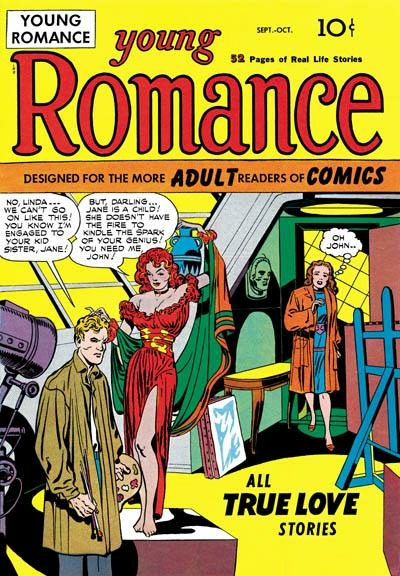 YOUNG
ROMANCE
SEPT.-OCT.
10¢
young
52 Pages of Real Life Stories
Romance
DESIGNED FOR THE MORE ADULT READERS OF COMICS
NO, LINDA---
WE CAN'T GO
ON LIKE THIS!
YOU KNOW I'M
ENGAGED TO
YOUR KID
SISTER, JANE!
BUT, DARLING...
JANE IS A CHILD!
SHE DOESN'T HAVE
THE FIRE TO
KINDLE THE SPARK
OF YOUR GENIUS!
YOU NEED ME,
JOHN!
OH
JOHN--
ALL
TRUE LOVE
STORIES